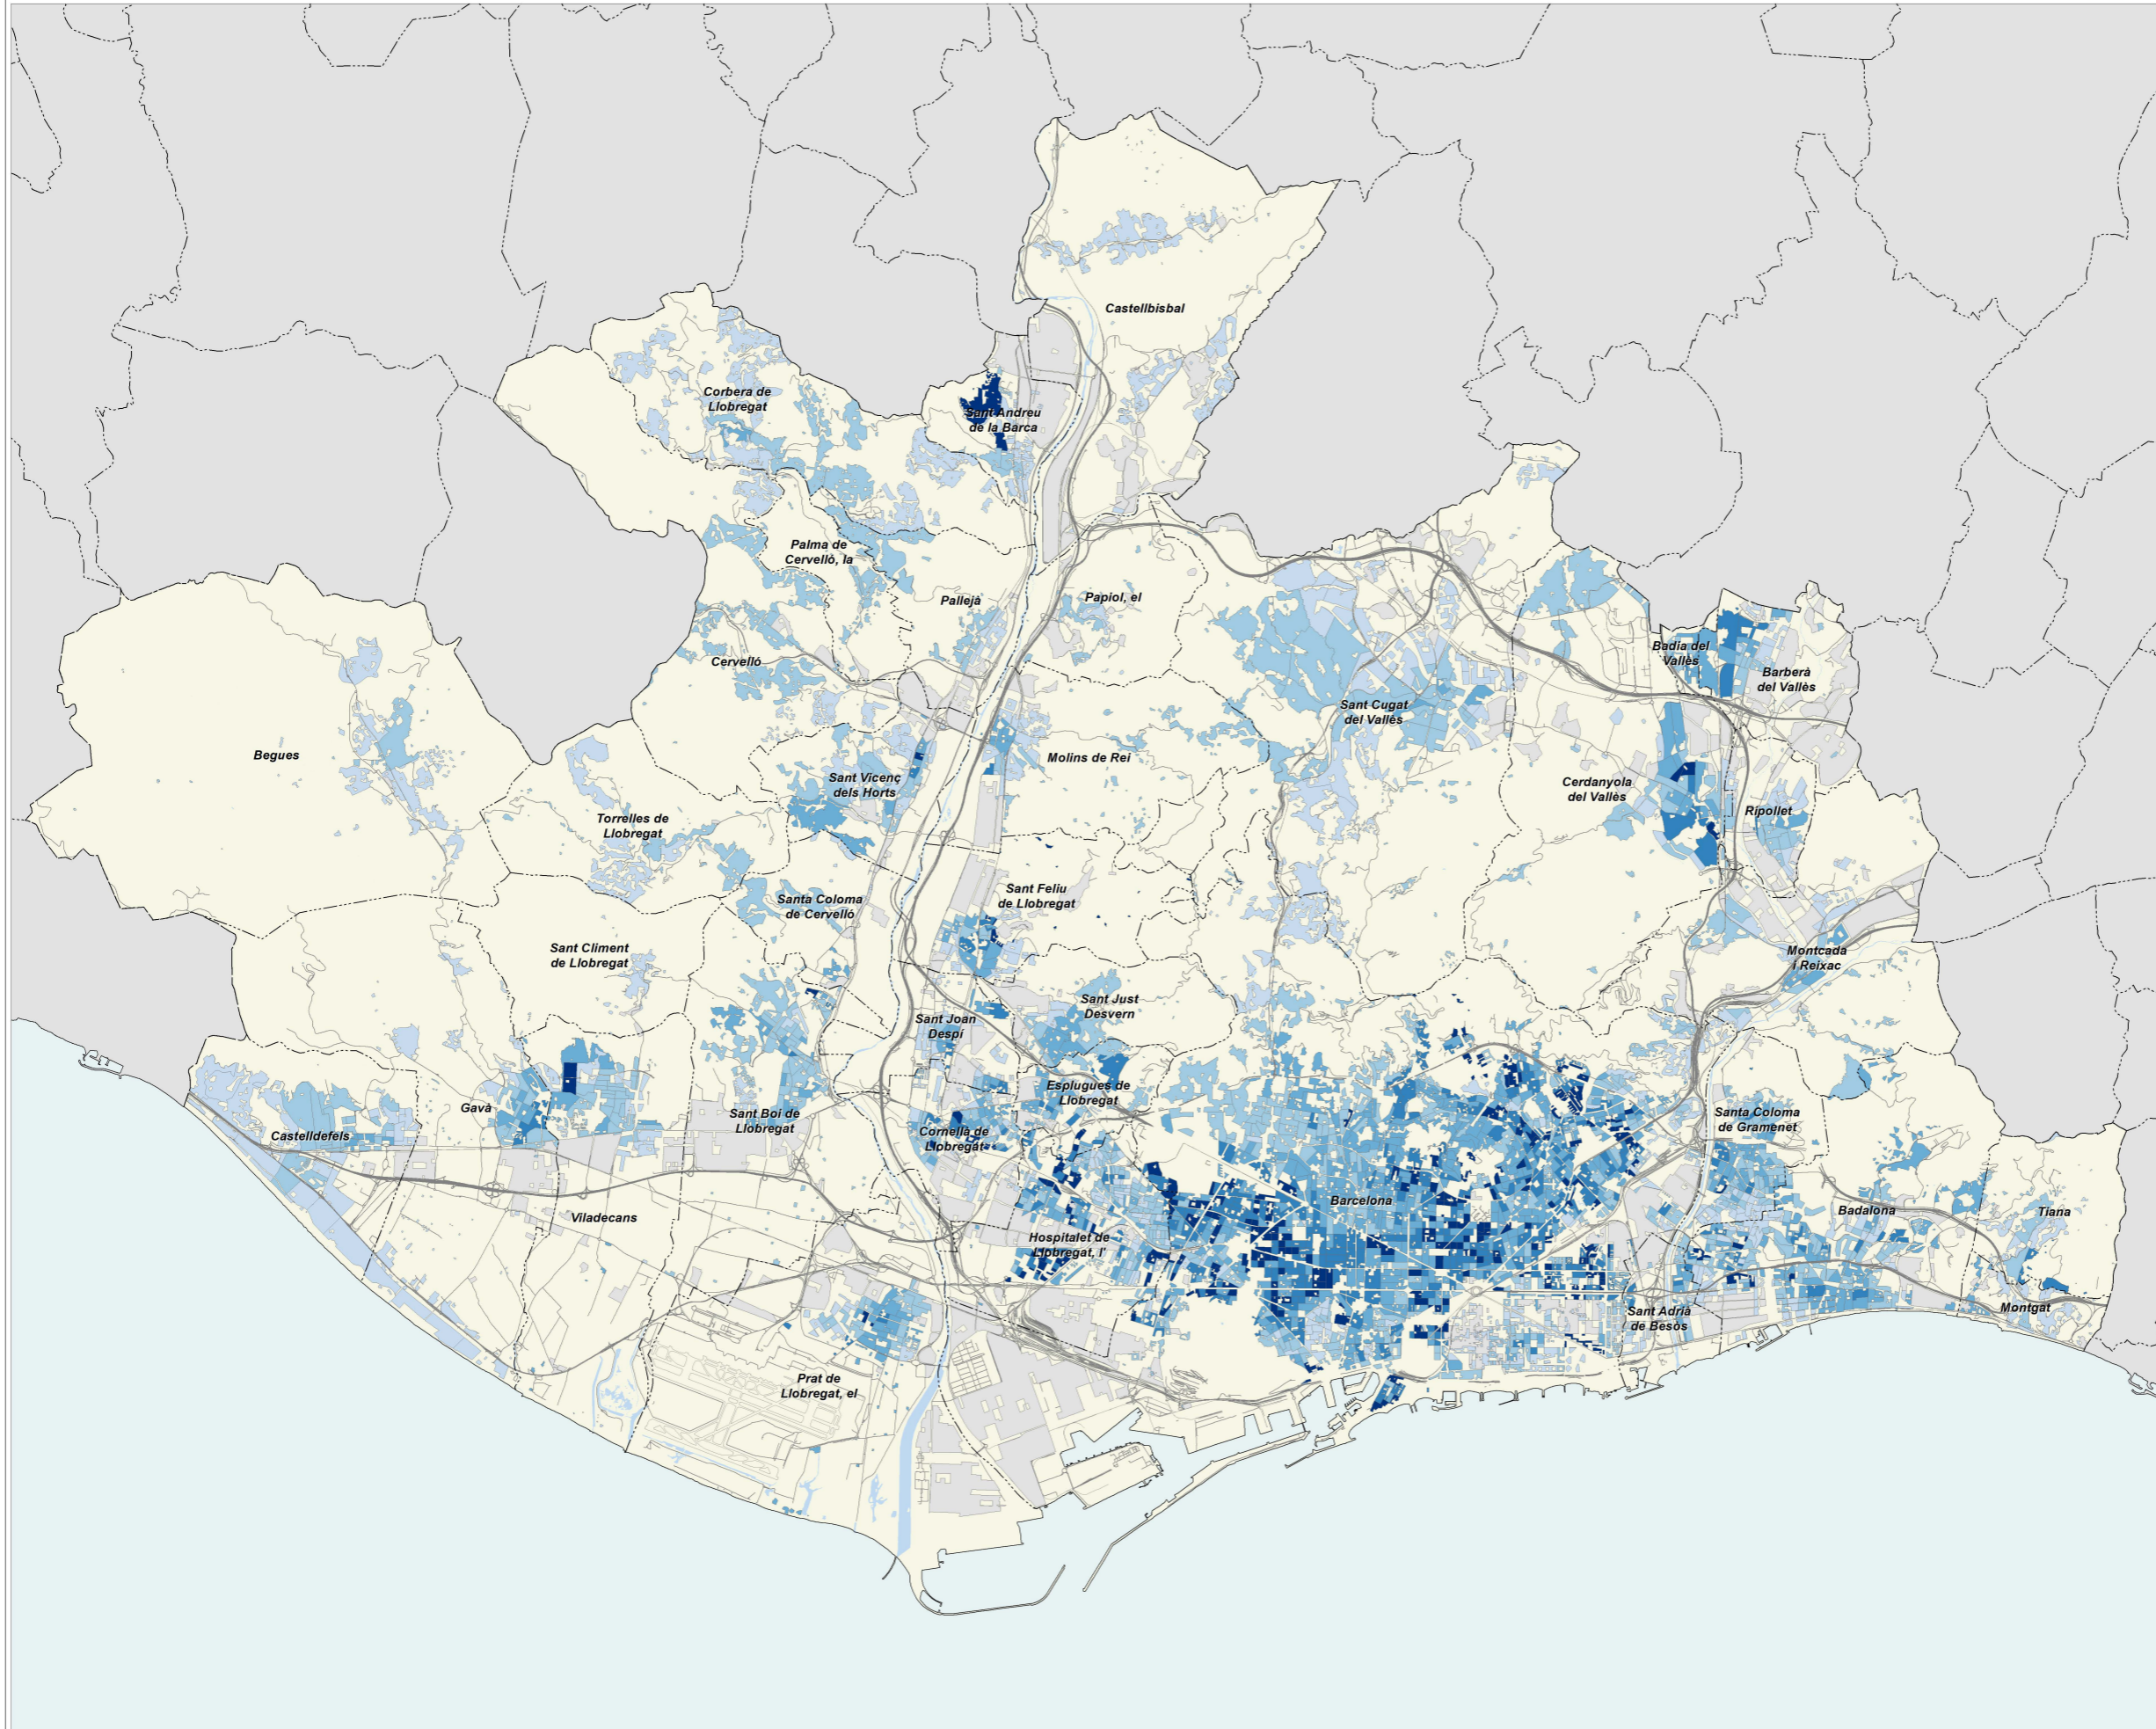 Castellbisbal
Corbera de
Llobregat
Sant Andreu
de la Barca
Palma de
Cervelló, la
Pallejà
Papiol, el
Cervelló
Badia del
Vallès
Barberà
del Vallès
Sant Cugat
del Vallès
Begues
Molins de Rei
Sant Vicenç
dels Horts
Cerdanyola
del Vallès
Ripollet
Torrelles de
Llobregat
Sant Feliu
de Llobregat
Santa Coloma
de Cervelló
Sant Climent
de Llobregat
Montcada
i Reixac
Sant Just
Desvern
Sant Joan
Despí
Esplugues de
Llobregat
Gavà
Sant Boi de
Llobregat
Santa Coloma
de Gramenet
Castelldefels
Cornellà de
Llobregat
Barcelona
Badalona
Tiana
Viladecans
Hospitalet de
Llobregat, l'
Sant Adrià
de Besòs
Montgat
Prat de
Llobregat, el